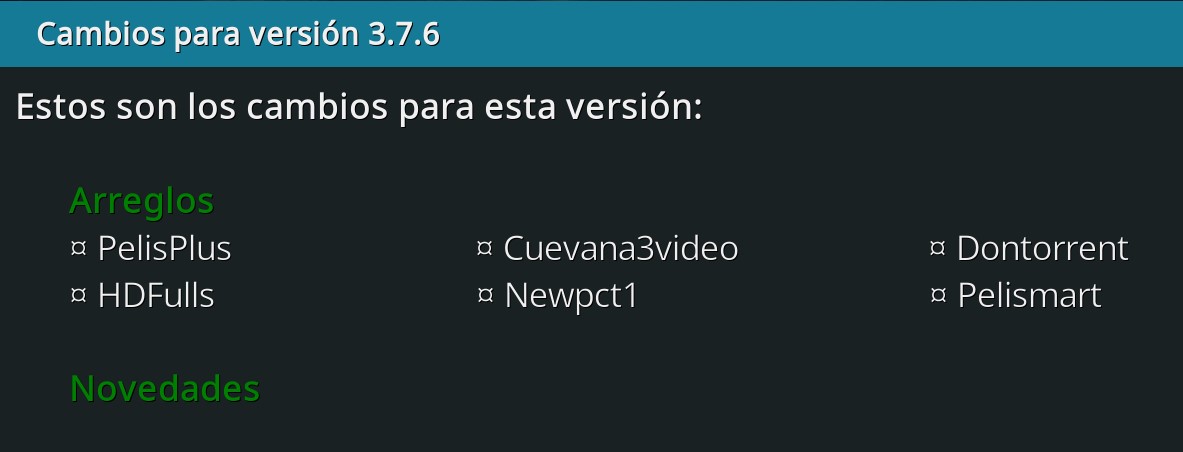 Cambios para versión 3.7.6
Estos son los cambios para esta versión:
Arreglos
¤ PelisPlus ¤ Cuevana3video ¤ Dontorrent
¤ HDFulls ¤ Newpct1 ¤ Pelismart
Novedades